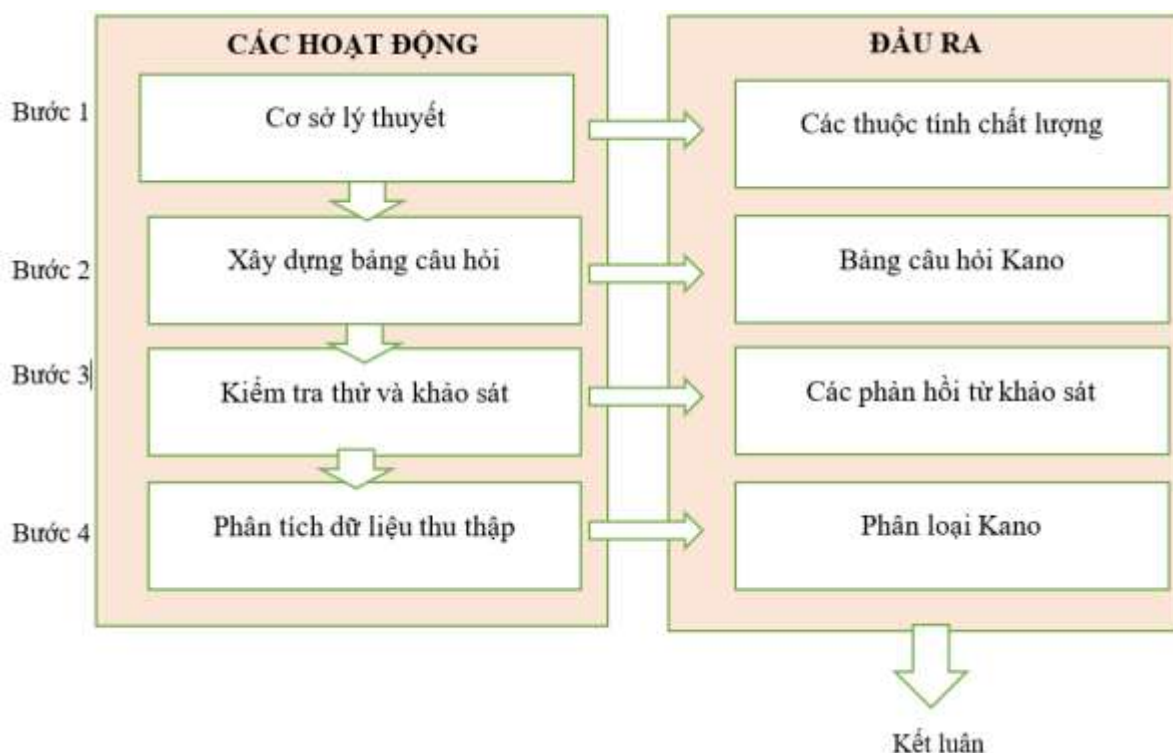 CÁC HOẠT ĐỘNG
ĐẦU RA
Bước 1
Cơ sở lý thuyết
Các thuộc tính chất lượng
Bước 2
Xây dựng bảng câu hỏi
Bảng câu hỏi Kano
Bước 3
Kiểm tra thử và khảo sát
Các phản hồi từ khảo sát
Bước 4
Phân tích dữ liệu thu thập
Phân loại Kano
Kết luận